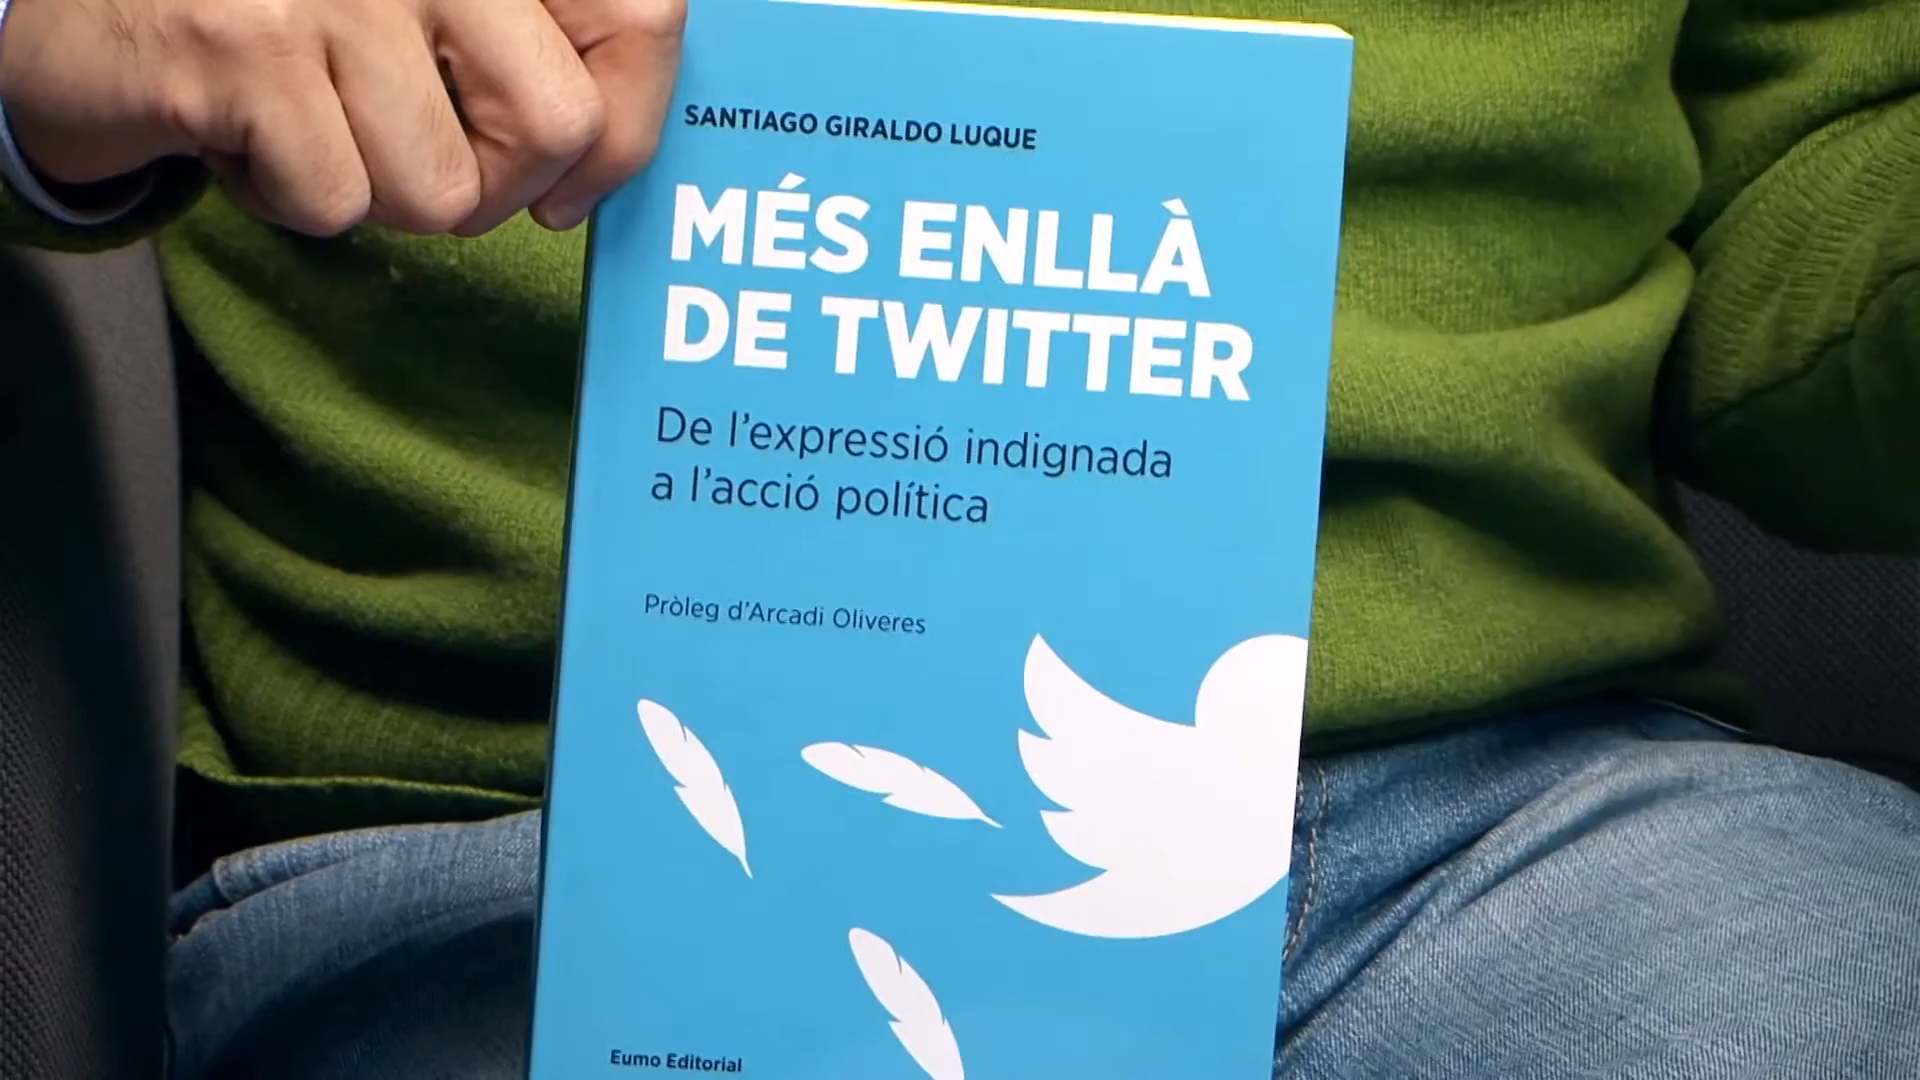 SANTIAGO GIRALDO LUQUE
MÉS ENLLÀ
DE TWITTER
De l'expressió indignada
a l'acció política
Pròleg d'Arcadi Oliveres
Eumo Editorial